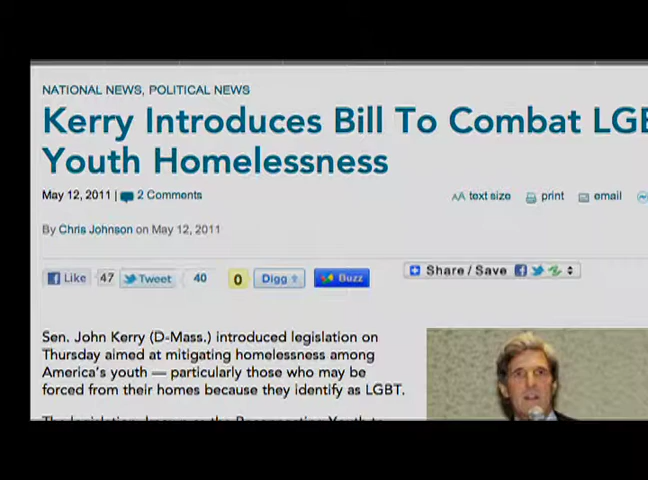 NATIONAL NEWS, POLITICAL NEWS
Kerry Introduces Bill To Combat
Youth Homelessness
May 12, 2011 | 2 Comments
AA text size print email
By Chris Johnson on May 12, 2011
Like 47 Tweet 40 0 Digg Buzz
Share / Save
Sen. John Kerry (D-Mass.) introduced legislation on
Thursday aimed at mitigating homelessness among
America's youth — particularly those who may be
forced from their homes because they identify as LGBT.